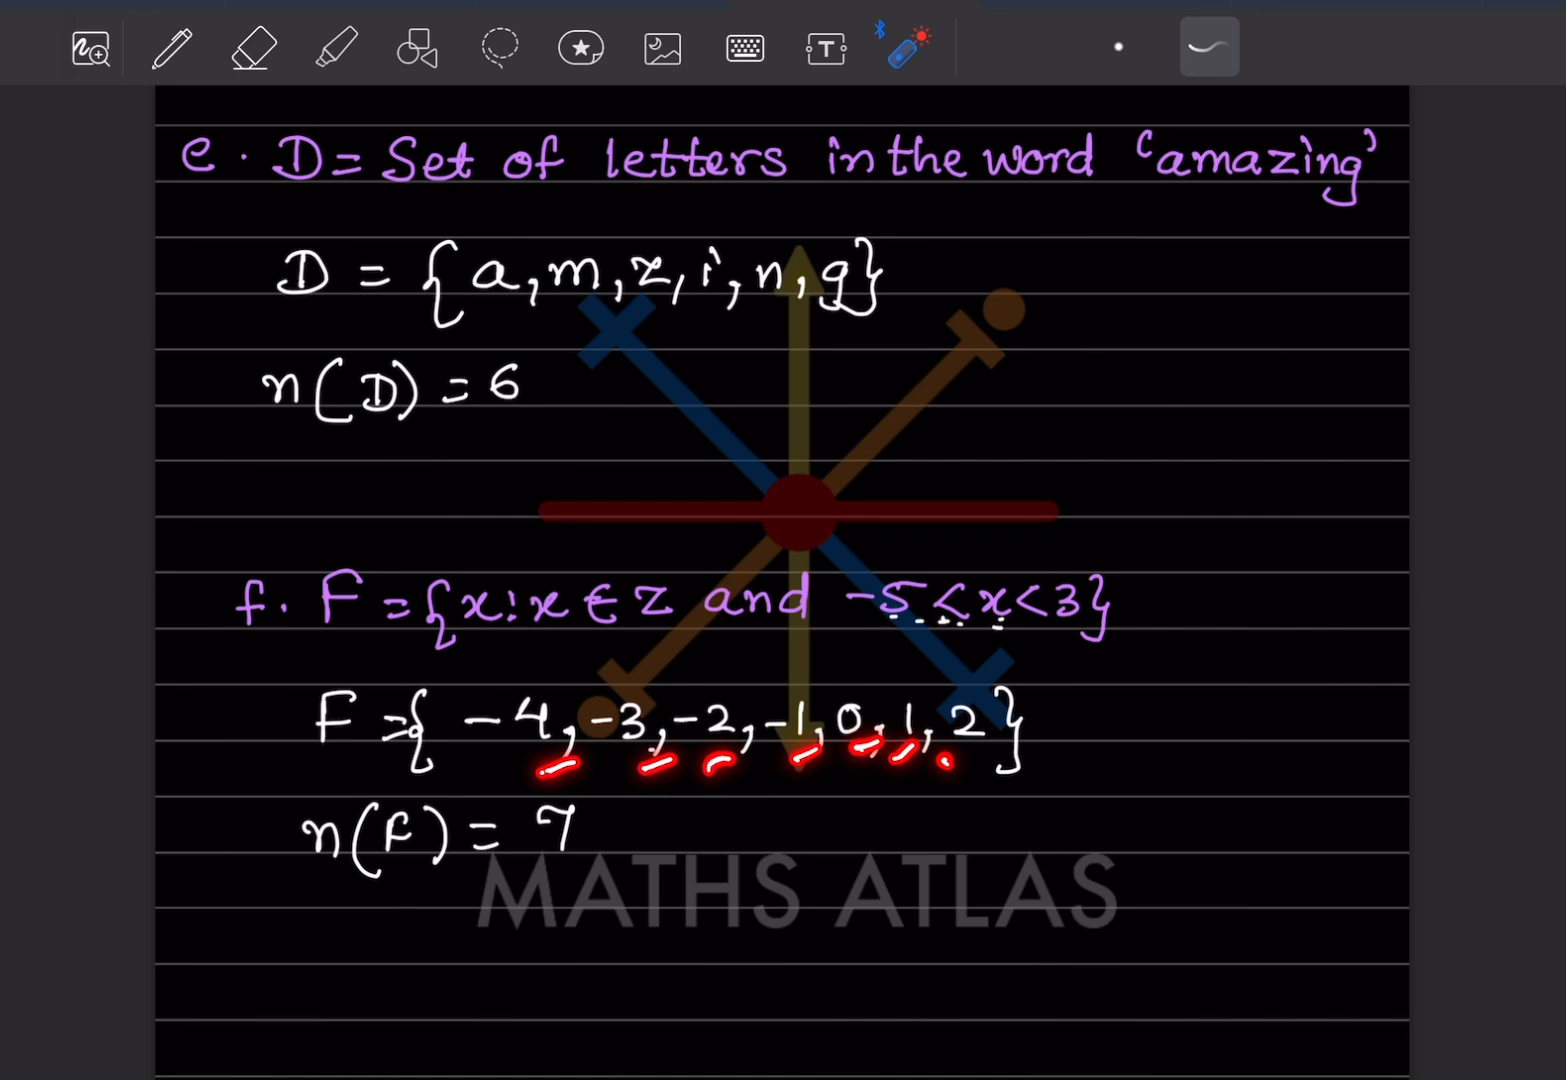 e. D = Set of letters in the word 'amazing'
D = {a, m, z, i, n, g}
n(D) = 6
f. F = {x : x ∈ z and -5 < x < 3}
F = { -4, -3, -2, -1, 0, 1, 2 }
n(F) = 7
MATHS ATLAS